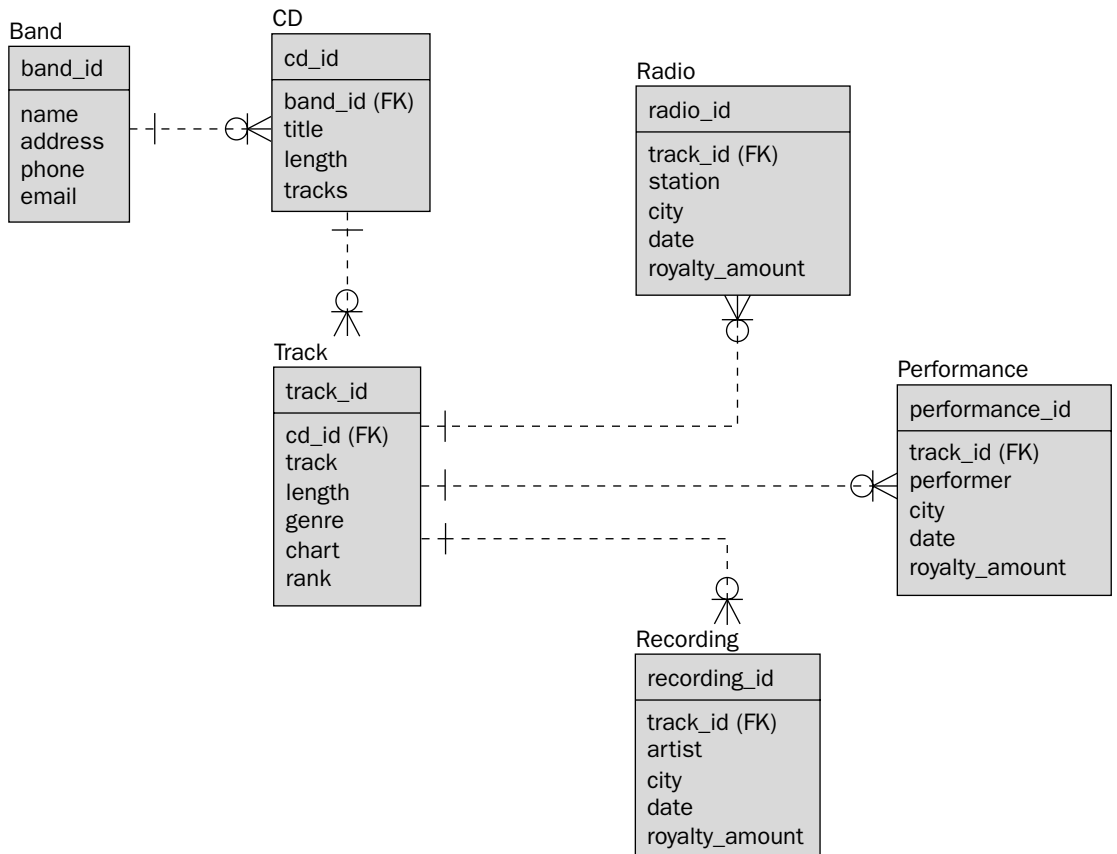 Band
band_id
name
address
phone
email
CD
cd_id
band_id (FK)
title
length
tracks
Radio
radio_id
track_id (FK)
station
city
date
royalty_amount
Track
track_id
cd_id (FK)
track
length
genre
chart
rank
Performance
performance_id
track_id (FK)
performer
city
date
royalty_amount
Recording
recording_id
track_id (FK)
artist
city
date
royalty_amount